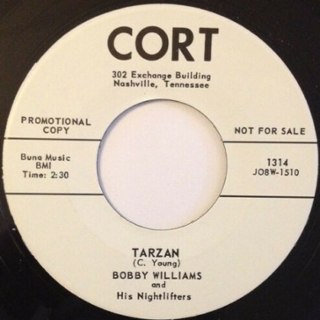 CORT
302 Exchange Building
Nashville, Tennessee
PROMOTIONAL
COPY
NOT FOR SALE
Buna Music
BMI
Time: 2:30
1314
JO8W-1510
TARZAN
(C. Young)
BOBBY WILLIAMS
and
His Nightlifters